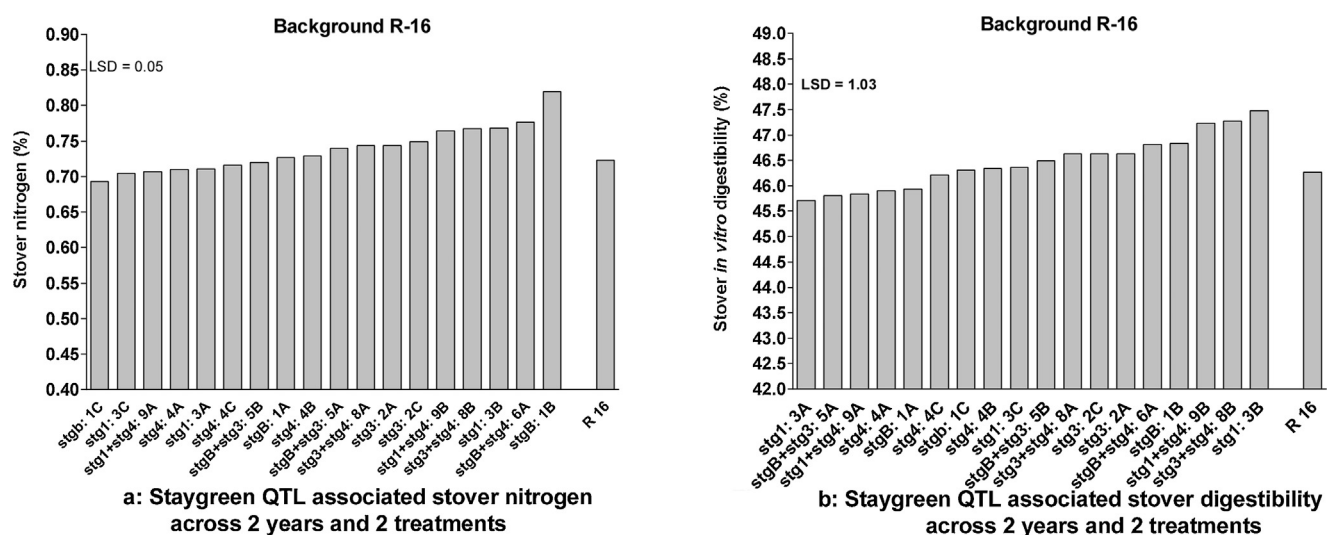 Background R-16
0.90
0.85
0.80
0.75
0.70
0.65
0.60
0.55
0.50
0.45
0.40
LSD = 0.05
Stover nitrogen (%)
stgb: 1C
stg1: 3C
stg1+stg4: 9A
stg4: 4A
stg1: 3A
stg4: 4C
stgB+stg3: 5B
stgB: 1A
stg4: 4B
stgB+stg3: 5A
stg3+stg4: 8A
stg3: 2A
stg3: 2C
stg1+stg4: 9B
stg3+stg4: 8B
stg1: 3B
stgB+stg4: 6A
stgB: 1B
R 16
a: Staygreen QTL associated stover nitrogen
across 2 years and 2 treatments
Background R-16
49.0
48.5
48.0
47.5
47.0
46.5
46.0
45.5
45.0
44.5
44.0
43.5
43.0
42.5
42.0
LSD = 1.03
Stover in vitro digestibility (%)
stg1: 3A
stgB+stg3: 5A
stg1+stg4: 9A
stg4: 4A
stgB: 1A
stg4: 4C
stgb: 1C
stg4: 4B
stg1: 3C
stgB+stg3: 5B
stg3+stg4: 8A
stg3: 2C
stg3: 2A
stgB+stg4: 6A
stgB: 1B
stg1+stg4: 9B
stg3+stg4: 8B
stg1: 3B
R 16
b: Staygreen QTL associated stover digestibility
across 2 years and 2 treatments